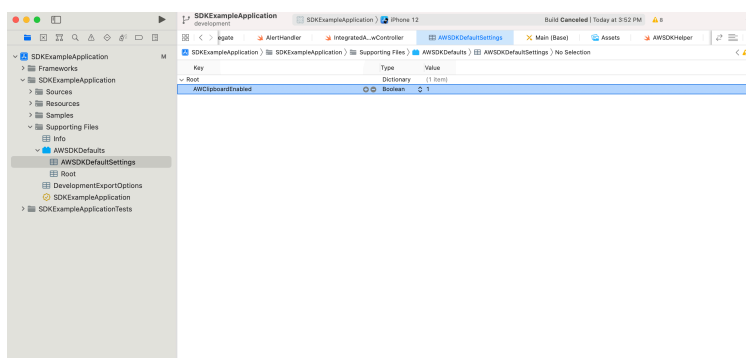 SDKExampleApplication
development
SDKExampleApplication
iPhone 12
Build Canceled | Today at 3:52 PM
8
egate
AlertHandler
IntegratedA...wController
AWSDKDefaultSettings
Main (Base)
Assets
AWSDKHelper
SDKExampleApplication
M
SDKExampleApplication
SDKExampleApplication
Supporting Files
AWSDKDefaults
AWSDKDefaultSettings
No Selection
Frameworks
SDKExampleApplication
Sources
Resources
Samples
Supporting Files
Info
AWSDKDefaults
AWSDKDefaultSettings
Root
DevelopmentExportOptions
SDKExampleApplication
SDKExampleApplicationTests
Key Type Value
Root Dictionary (1 item)
AWClipboardEnabled Boolean 1